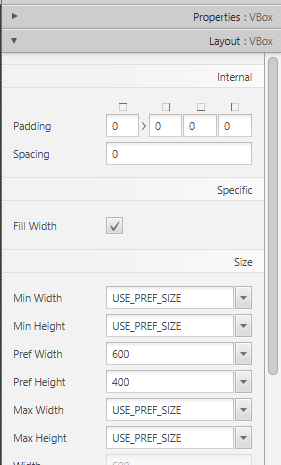 Properties : VBox
Layout : VBox
Internal
Padding 0 0 0 0
Spacing 0
Specific
Fill Width
Size
Min Width USE_PREF_SIZE
Min Height USE_PREF_SIZE
Pref Width 600
Pref Height 400
Max Width USE_PREF_SIZE
Max Height USE_PREF_SIZE
Width 600